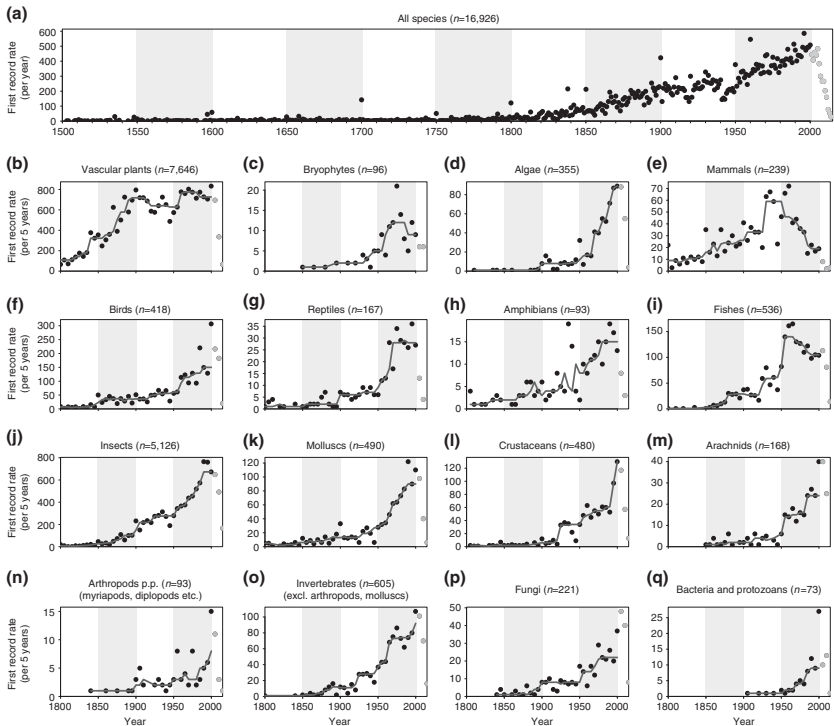 (a)
All species (n=16,926)
First record rate
(per year)
600
500
400
300
200
100
0
1500 1550 1600 1650 1700 1750 1800 1850 1900 1950 2000
(b) Vascular plants (n=7,646)
(c) Bryophytes (n=96)
(d) Algae (n=355)
(e) Mammals (n=239)
First record rate
(per 5 years)
800
600
400
200
0
20
15
10
5
0
80
60
40
20
0
70
60
50
40
30
20
10
0
(f) Birds (n=418)
(g) Reptiles (n=167)
(h) Amphibians (n=93)
(i) Fishes (n=536)
First record rate
(per 5 years)
300
250
200
150
100
50
0
35
30
25
20
15
10
5
0
15
10
5
0
150
100
50
0
(j) Insects (n=5,126)
(k) Molluscs (n=490)
(l) Crustaceans (n=480)
(m) Arachnids (n=168)
First record rate
(per 5 years)
800
600
400
200
0
120
100
80
60
40
20
0
120
100
80
60
40
20
0
40
30
20
10
0
(n) Arthropods p.p. (n=93)
(myriapods, diplopods etc.)
(o) Invertebrates (n=605)
(excl. arthropods, molluscs)
(p) Fungi (n=221)
(q) Bacteria and protozoans (n=73)
First record rate
(per 5 years)
15
10
5
0
100
80
60
40
20
0
50
40
30
20
10
0
25
20
15
10
5
0
1800 1850 1900 1950 2000
1800 1850 1900 1950 2000
1800 1850 1900 1950 2000
1800 1850 1900 1950 2000
Year Year Year Year